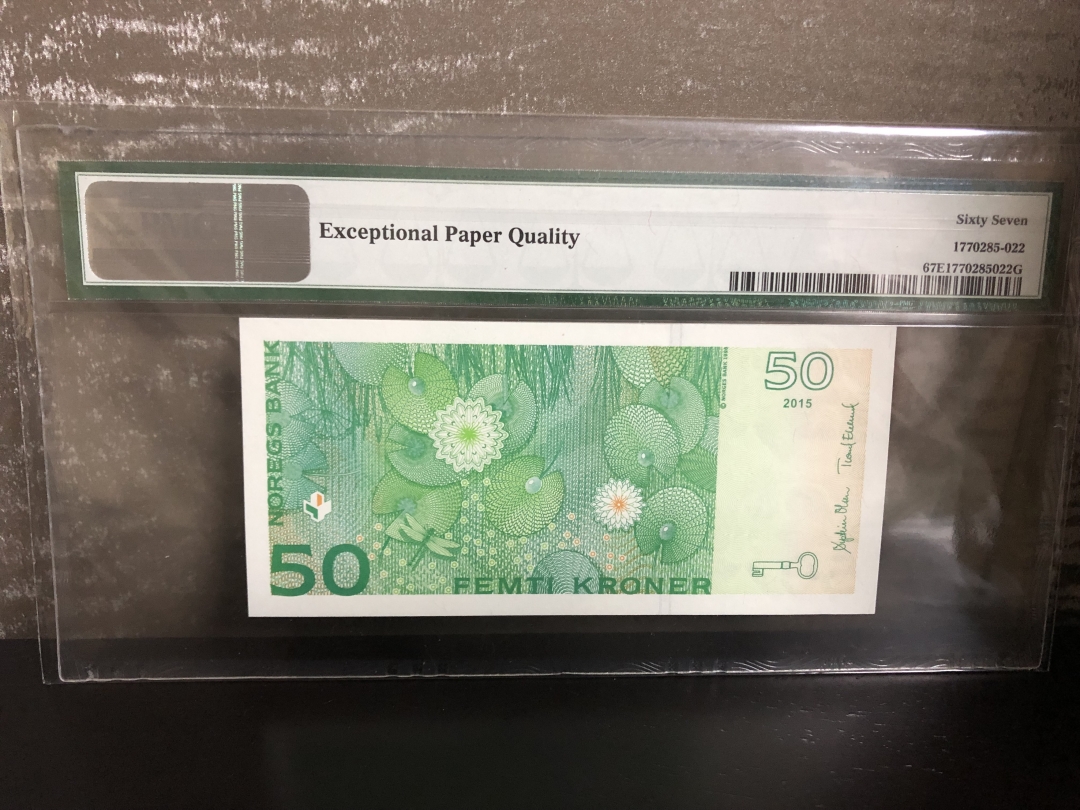 Exceptional Paper Quality
Sixty Seven
1770285-022
67E1770285022G
NOREGS BANK
50
2015
50
FEMTI KRONER